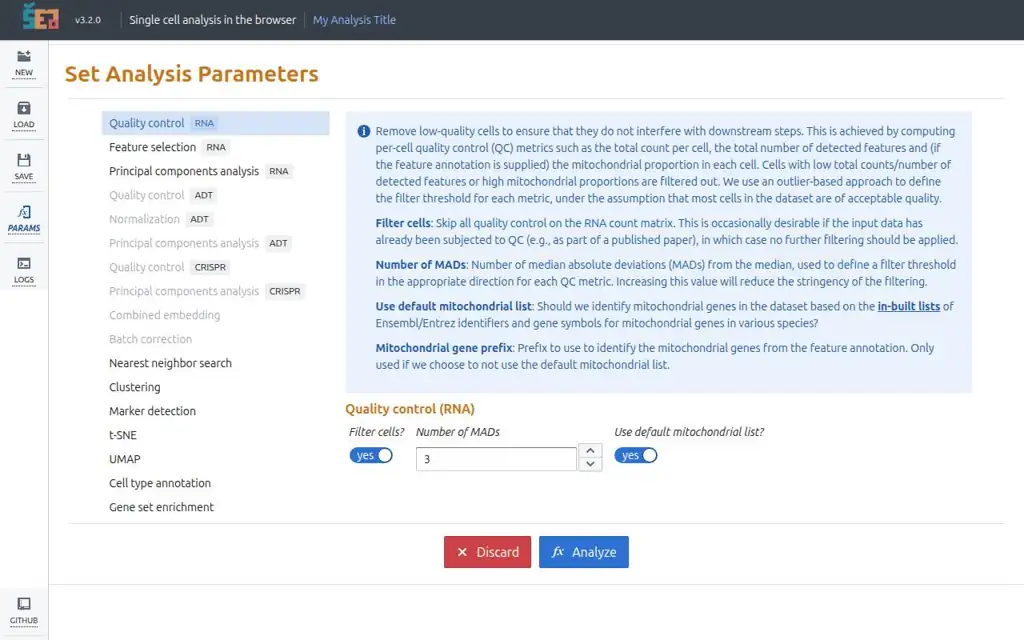 v3.2.0
Single cell analysis in the browser
My Analysis Title
NEW
LOAD
SAVE
PARAMS
LOGS
GITHUB
Set Analysis Parameters
Quality control RNA
Feature selection RNA
Principal components analysis RNA
Quality control ADT
Normalization ADT
Principal components analysis ADT
Quality control CRISPR
Principal components analysis CRISPR
Combined embedding
Batch correction
Nearest neighbor search
Clustering
Marker detection
t-SNE
UMAP
Cell type annotation
Gene set enrichment
Remove low-quality cells to ensure that they do not interfere with downstream steps. This is achieved by computing
per-cell quality control (QC) metrics such as the total count per cell, the total number of detected features and (if
the feature annotation is supplied) the mitochondrial proportion in each cell. Cells with low total counts/number of
detected features or high mitochondrial proportions are filtered out. We use an outlier-based approach to define
the filter threshold for each metric, under the assumption that most cells in the dataset are of acceptable quality.
Filter cells: Skip all quality control on the RNA count matrix. This is occasionally desirable if the input data has
already been subjected to QC (e.g., as part of a published paper), in which case no further filtering should be applied.
Number of MADs: Number of median absolute deviations (MADs) from the median, used to define a filter threshold
in the appropriate direction for each QC metric. Increasing this value will reduce the stringency of the filtering.
Use default mitochondrial list: Should we identify mitochondrial genes in the dataset based on the in-built lists of
Ensembl/Entrez identifiers and gene symbols for mitochondrial genes in various species?
Mitochondrial gene prefix: Prefix to use to identify the mitochondrial genes from the feature annotation. Only
used if we choose to not use the default mitochondrial list.
Quality control (RNA)
Filter cells? Number of MADs Use default mitochondrial list?
yes 3 yes
Discard
fx Analyze